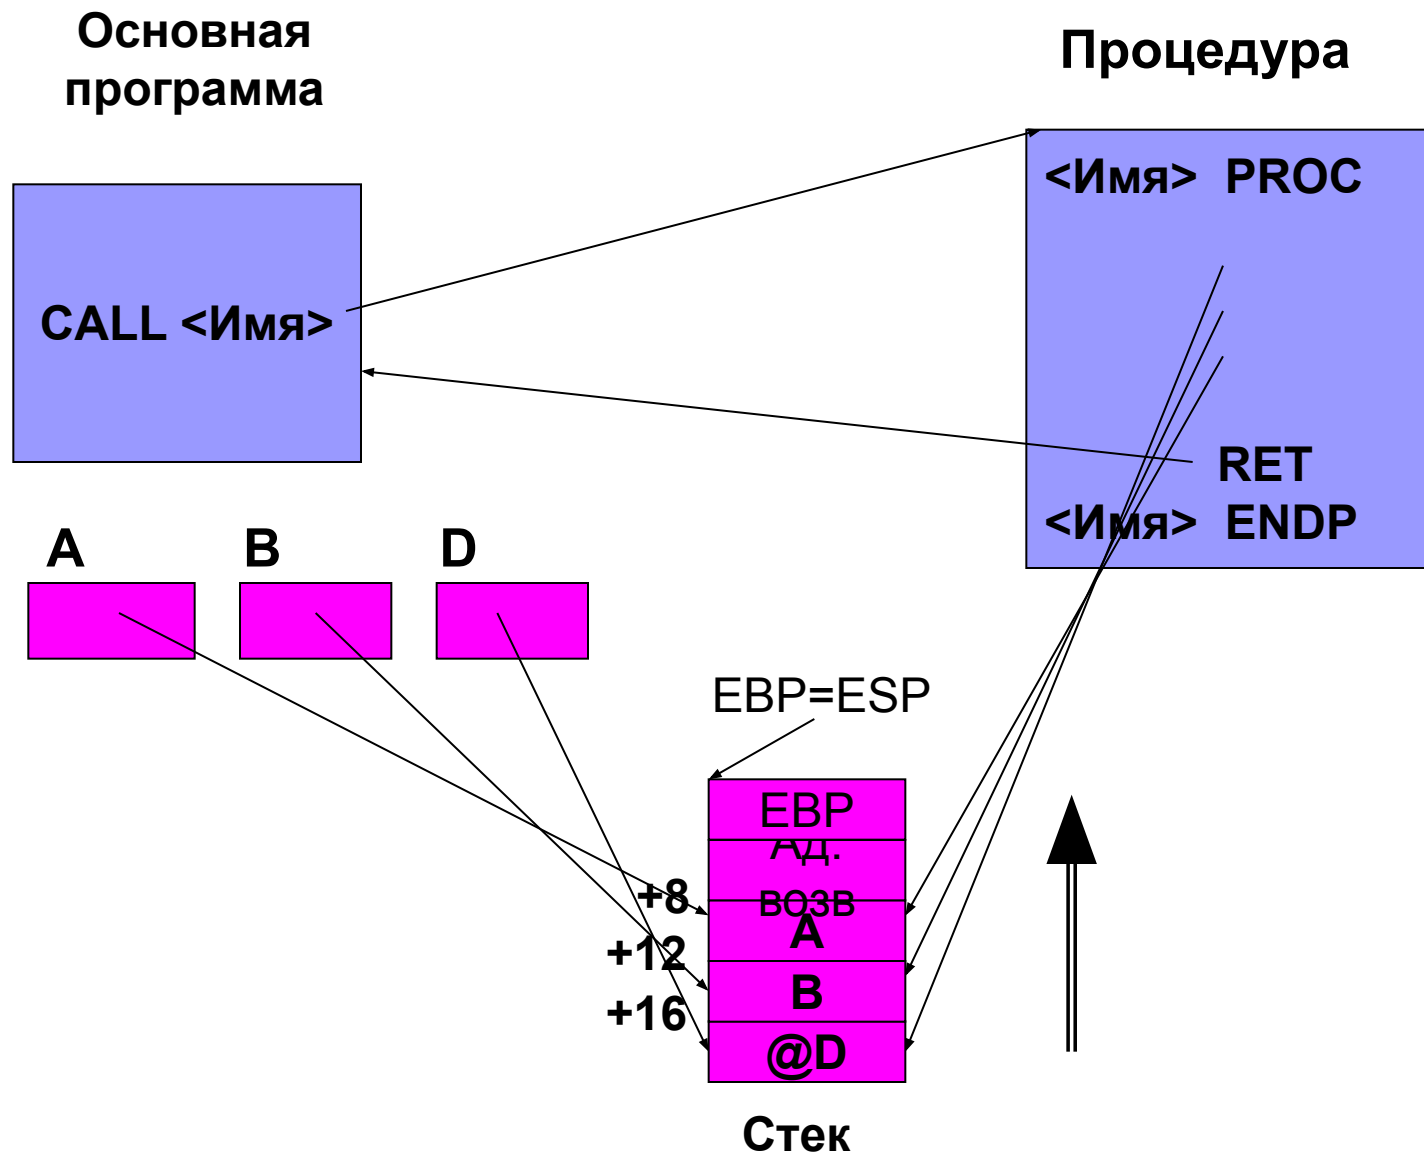 Основная
программа
Процедура
<Имя> PROC
CALL <Имя>
RET
<Имя> ENDP
A B D
EBP=ESP
EBP
Ад.
возв
+8
A
+12
B
+16
@D
Стек